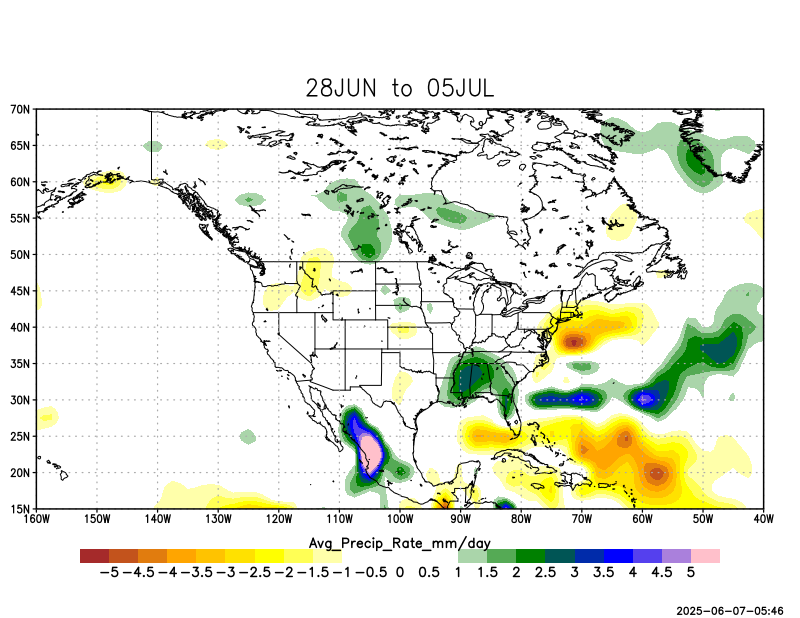 28JUN to 05JUL
70N
65N
60N
55N
50N
45N
40N
35N
30N
25N
20N
15N
160W 150W 140W 130W 120W 110W 100W 90W 80W 70W 60W 50W 40W
Avg_Precip_Rate_mm/day
-5 -4.5 -4 -3.5 -3 -2.5 -2 -1.5 -1 -0.5 0 0.5 1 1.5 2 2.5 3 3.5 4 4.5 5
2025-06-07-05:46